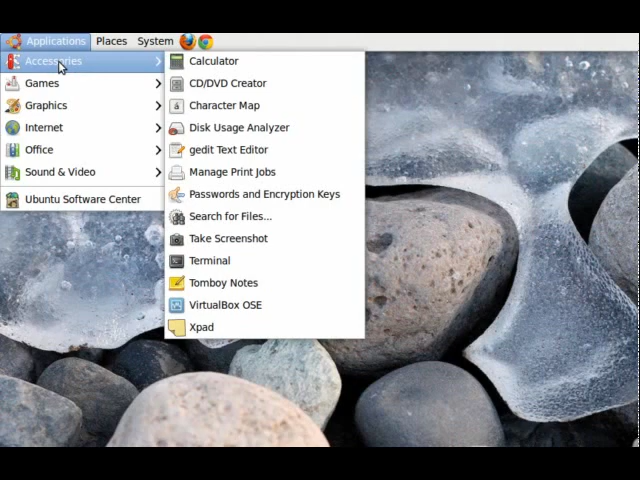 Applications Places System
Accessories
Games
Graphics
Internet
Office
Sound & Video
Ubuntu Software Center
Calculator
CD/DVD Creator
Character Map
Disk Usage Analyzer
gedit Text Editor
Manage Print Jobs
Passwords and Encryption Keys
Search for Files...
Take Screenshot
Terminal
Tomboy Notes
VirtualBox OSE
Xpad